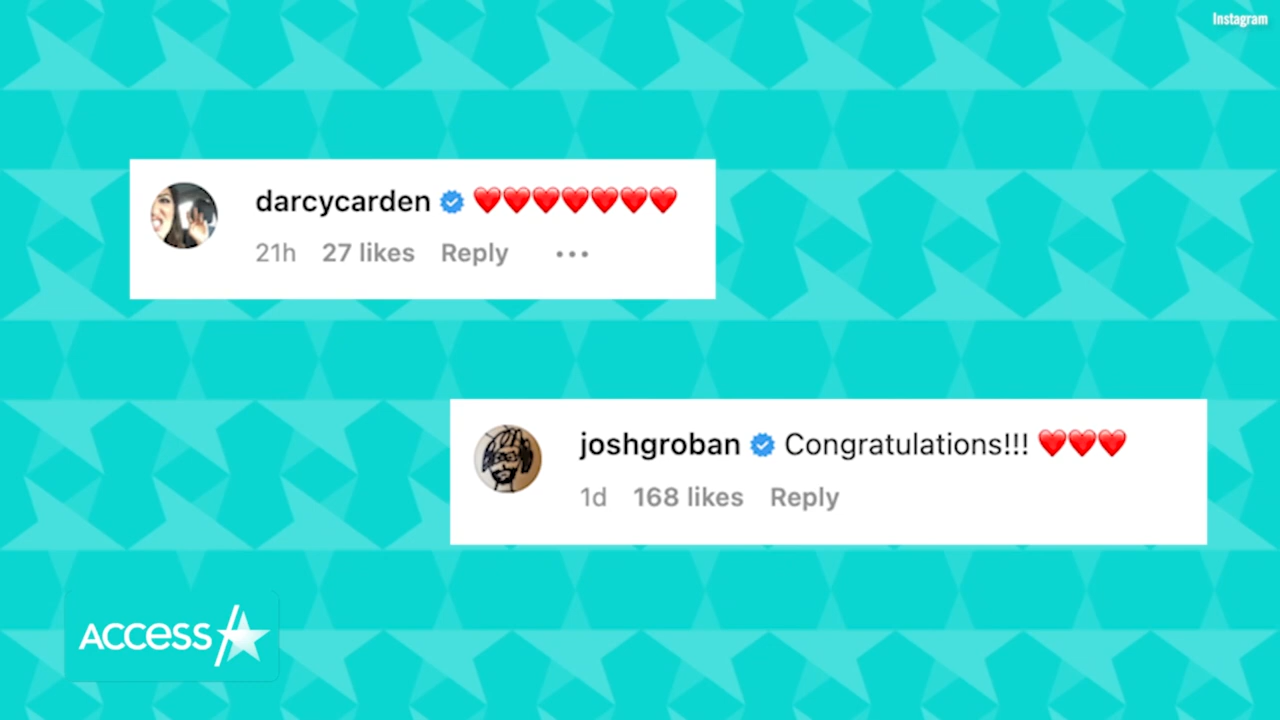 Instagram
darcycarden ❤️❤️❤️❤️❤️❤️❤️
21h 27 likes Reply ...
joshgroban Congratulations!!! ❤️❤️❤️
1d 168 likes Reply
ACCESS